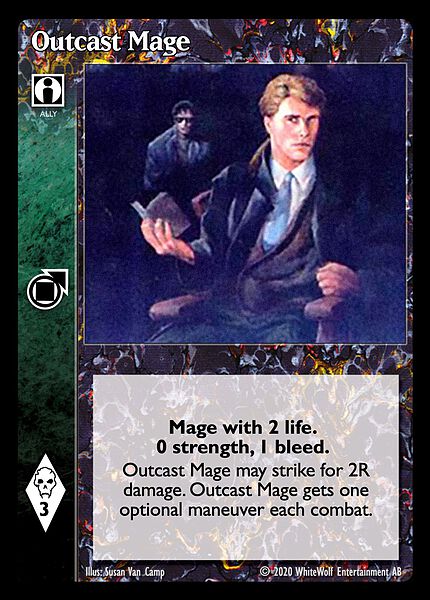 Outcast Mage
ALLY
Mage with 2 life.
0 strength, 1 bleed.
Outcast Mage may strike for 2R
damage. Outcast Mage gets one
optional maneuver each combat.
3
Illus: Susan Van Camp
© 2020 WhiteWolf Entertainment AB